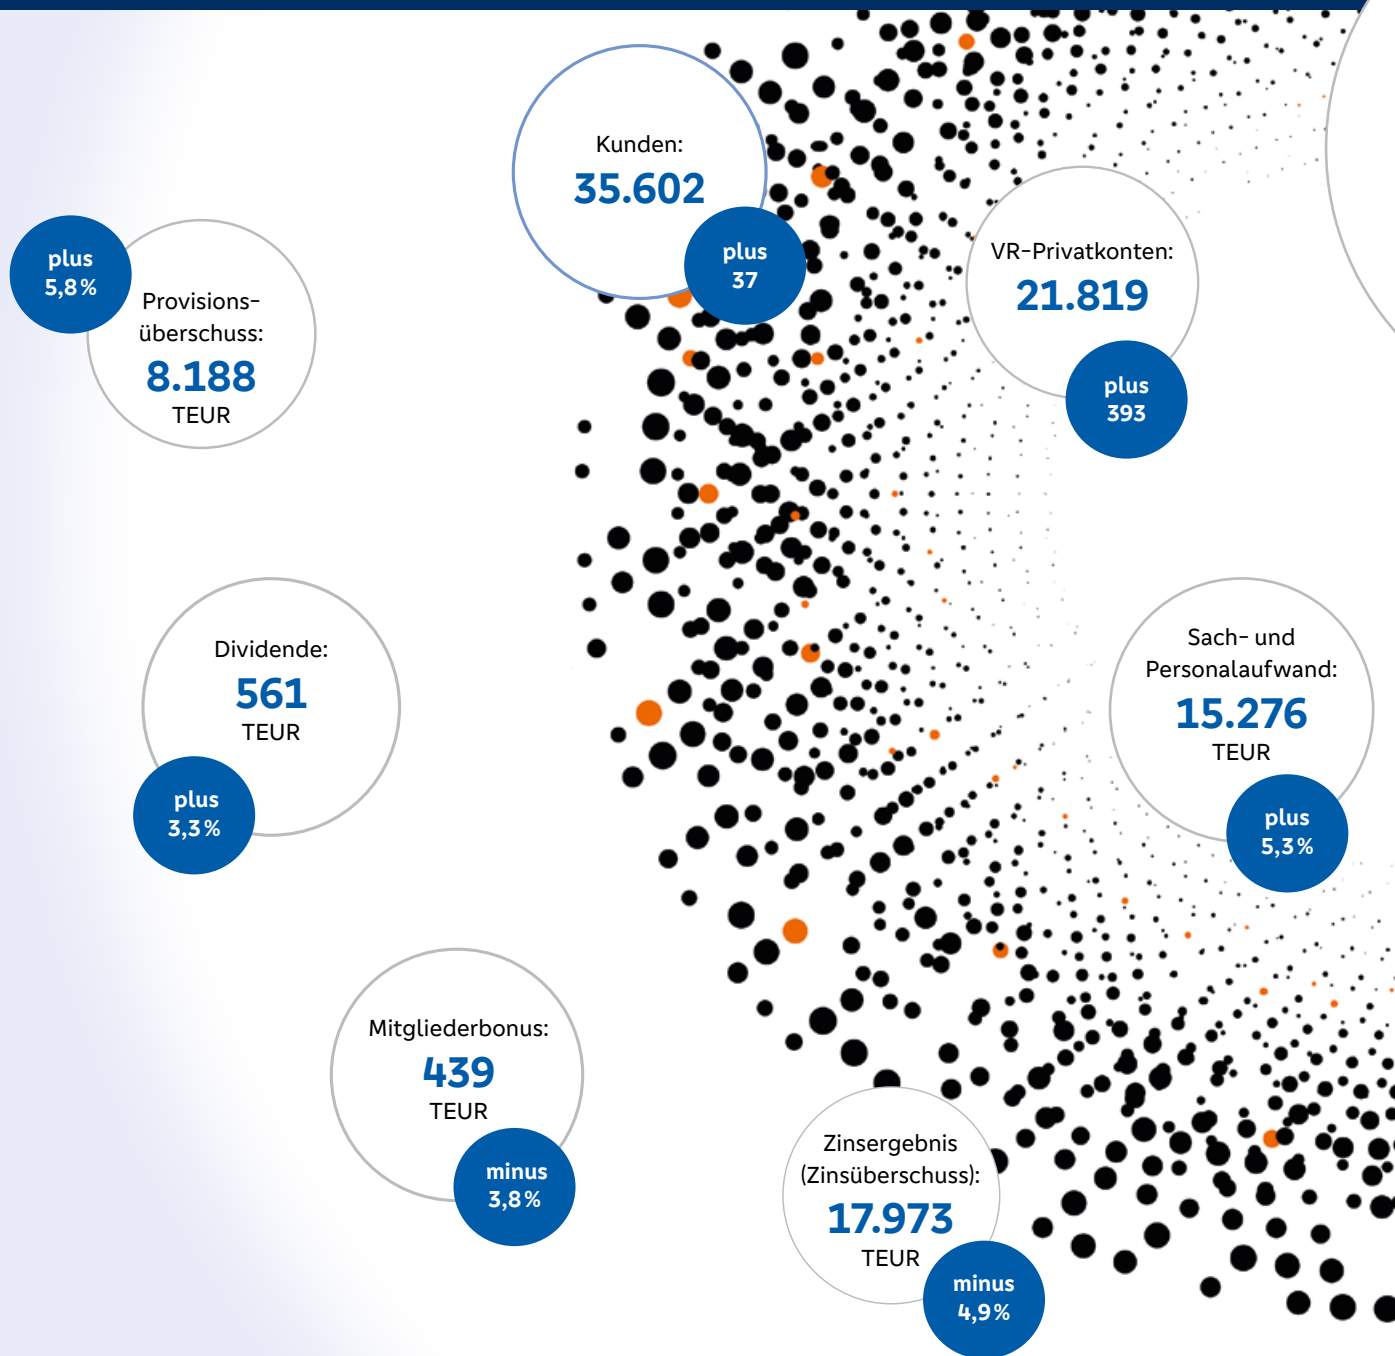 Kunden:
35.602
plus
37
VR-Privatkonten:
21.819
plus
393
plus
5,8%
Provisions-
überschuss:
8.188
TEUR
Dividende:
561
TEUR
plus
3,3%
Sach- und
Personalaufwand:
15.276
TEUR
plus
5,3%
Mitgliederbonus:
439
TEUR
minus
3,8%
Zinsergebnis
(Zinsüberschuss):
17.973
TEUR
minus
4,9%